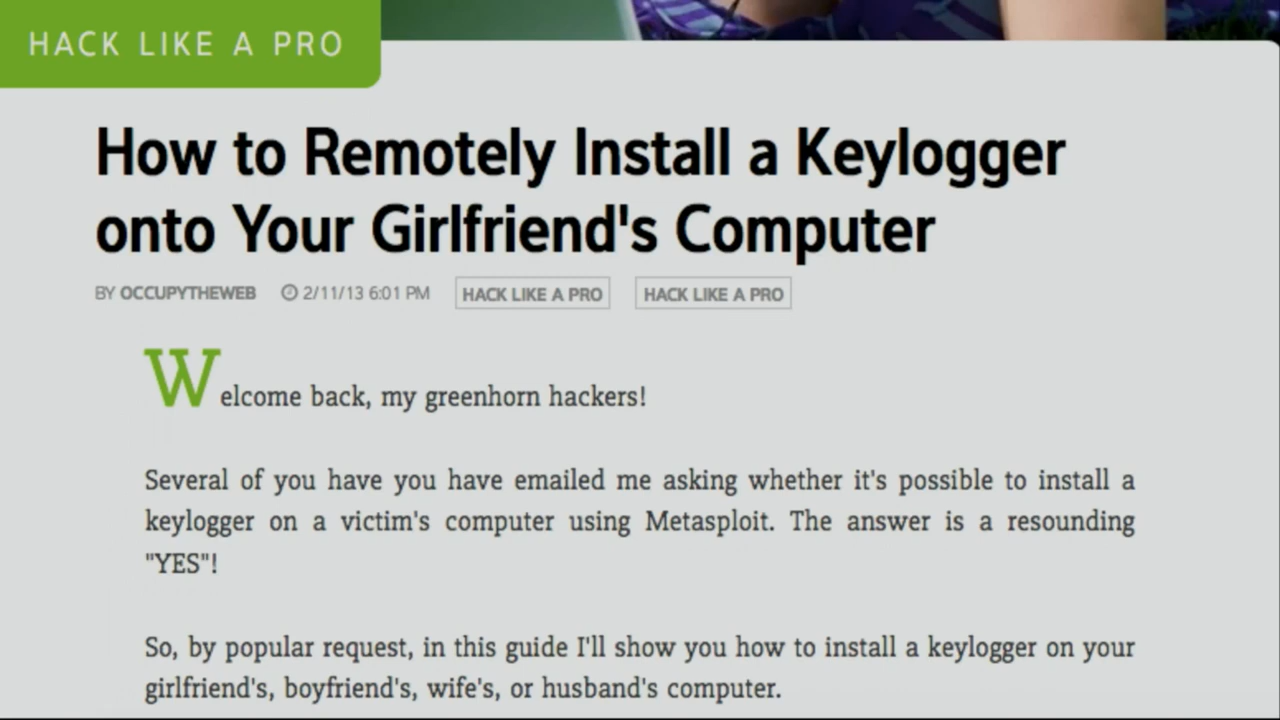 HACK LIKE A PRO
How to Remotely Install a Keylogger
onto Your Girlfriend's Computer
BY OCCUPYTHEWEB 2/11/13 6:01 PM HACK LIKE A PRO HACK LIKE A PRO
Welcome back, my greenhorn hackers!
Several of you have you have emailed me asking whether it's possible to install a
keylogger on a victim's computer using Metasploit. The answer is a resounding
"YES"!
So, by popular request, in this guide I'll show you how to install a keylogger on your
girlfriend's, boyfriend's, wife's, or husband's computer.